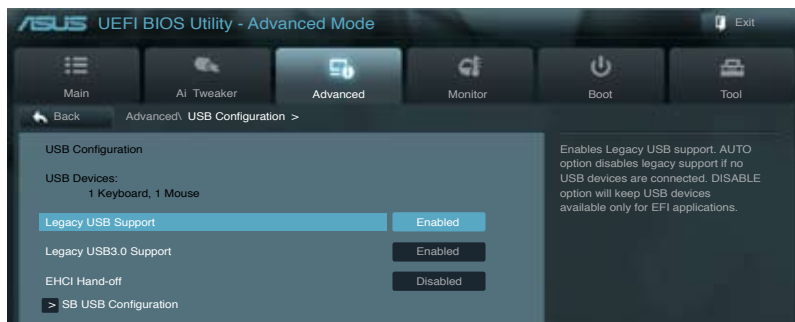 ASUS UEFI BIOS Utility - Advanced Mode
Exit
Main
Ai Tweaker
Advanced
Monitor
Boot
Tool
Back
Advanced\ USB Configuration >
USB Configuration
USB Devices:
1 Keyboard, 1 Mouse
Legacy USB Support Enabled
Legacy USB3.0 Support Enabled
EHCI Hand-off Disabled
> SB USB Configuration
Enables Legacy USB support. AUTO
option disables legacy support if no
USB devices are connected. DISABLE
option will keep USB devices
available only for EFI applications.